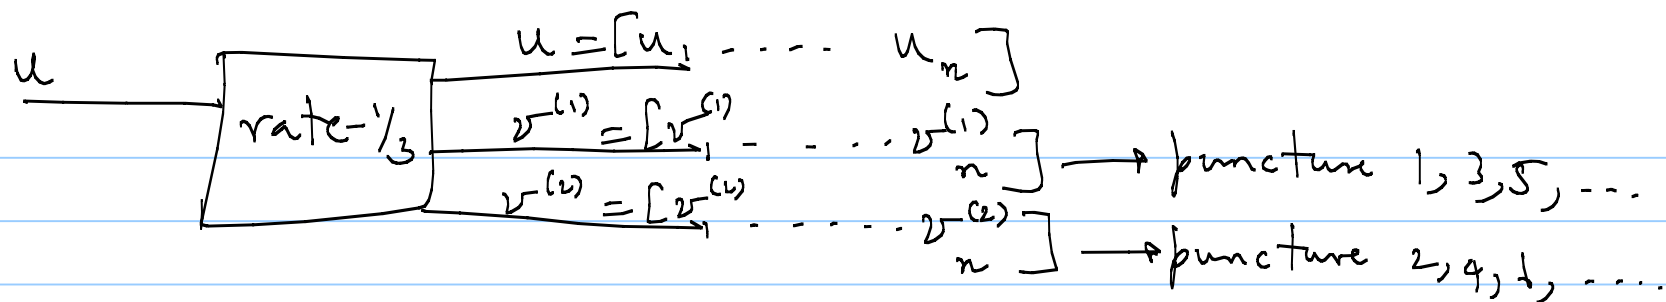 u
rate-1/3
u = [u₁ .... uₙ]
v⁽¹⁾ = [v₁⁽¹⁾ .... vₙ⁽¹⁾] → puncture 1, 3, 5, ...
v⁽²⁾ = [v₁⁽²⁾ ..... vₙ⁽²⁾] → puncture 2, 4, 6, ....